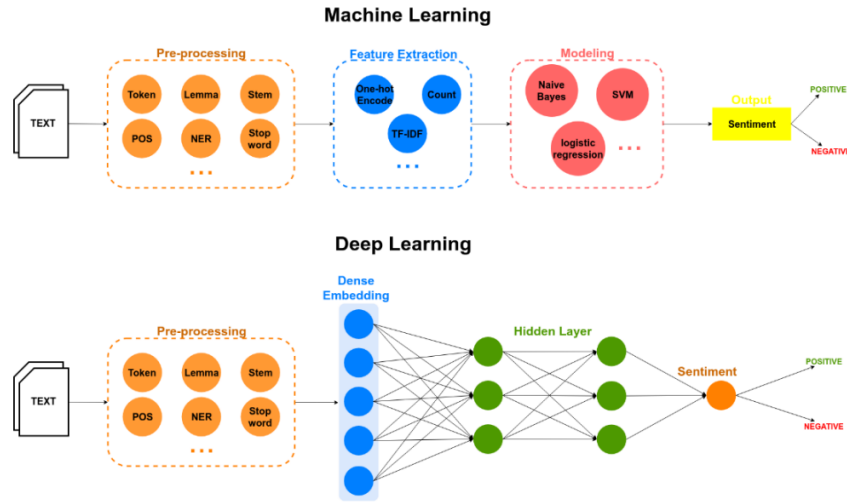 Machine Learning
Pre-processing
Feature Extraction
Modeling
Token
Lemma
Stem
POS
NER
Stop
word
...
One-hot
Encode
Count
TF-IDF
...
Naive
Bayes
SVM
logistic
regression
...
TEXT
Output
Sentiment
POSITIVE
NEGATIVE
Deep Learning
Pre-processing
Dense
Embedding
Hidden Layer
Sentiment
Token
Lemma
Stem
POS
NER
Stop
word
...
TEXT
POSITIVE
NEGATIVE